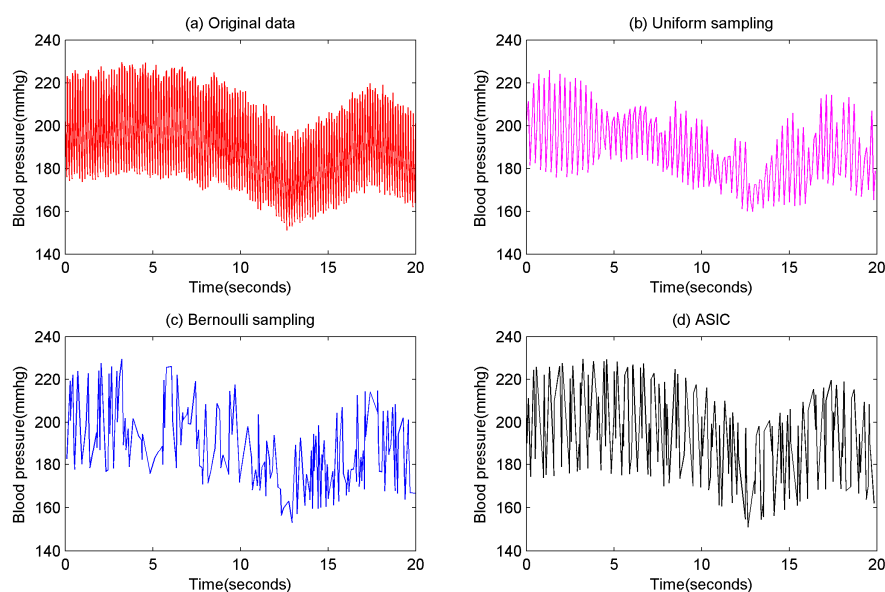 (a) Original data
240
220
200
180
160
140
Blood pressure(mmhg)
0 5 10 15 20
Time(seconds)
(b) Uniform sampling
240
220
200
180
160
140
Blood pressure(mmhg)
0 5 10 15 20
Time(seconds)
(c) Bernoulli sampling
240
220
200
180
160
140
Blood pressure(mmhg)
0 5 10 15 20
Time(seconds)
(d) ASIC
240
220
200
180
160
140
Blood pressure(mmhg)
0 5 10 15 20
Time(seconds)